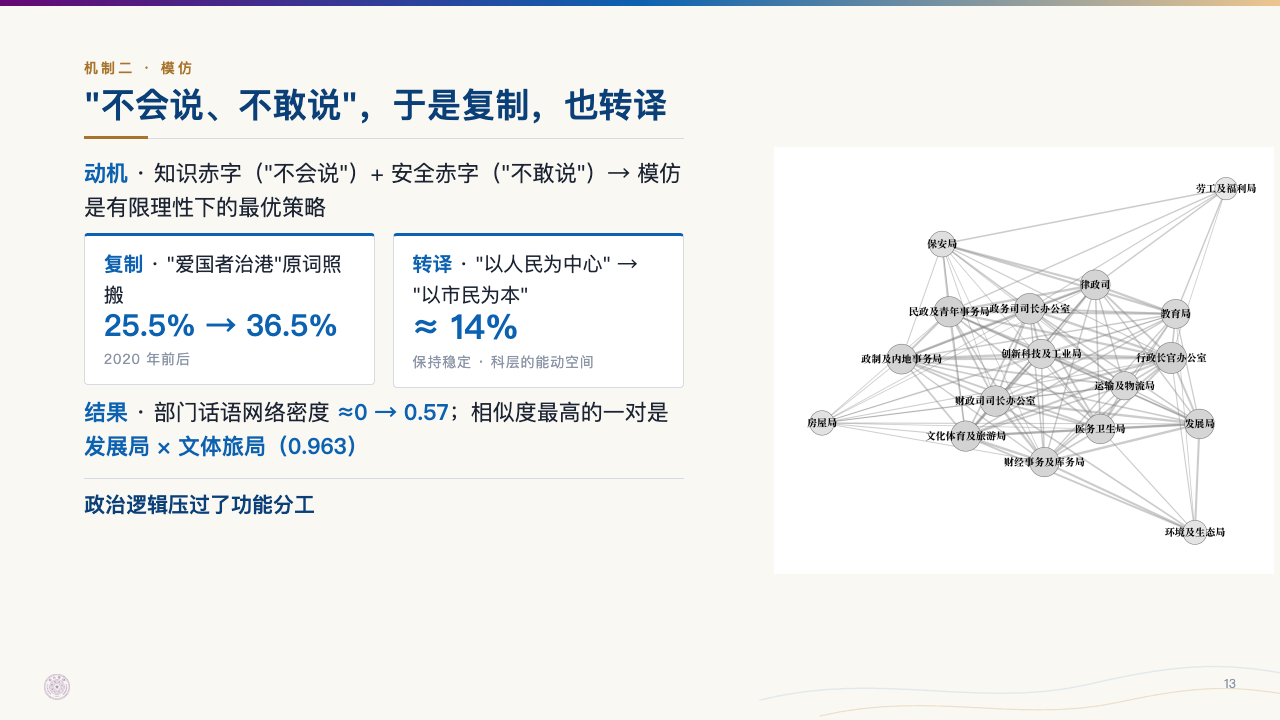 机制二 · 模仿
"不会说、不敢说"，于是复制，也转译
动机 · 知识赤字（"不会说"）+ 安全赤字（"不敢说"）→ 模仿
是有限理性下的最优策略
复制 · "爱国者治港"原词照
搬
25.5% → 36.5%
2020 年前后
转译 · "以人民为中心" →
"以市民为本"
≈ 14%
保持稳定 · 科层的能动空间
结果 · 部门话语网络密度 ≈0 → 0.57；相似度最高的一对是
发展局 × 文体旅局（0.963）
政治逻辑压过了功能分工
劳工及福利局
保安局
律政司
民政及青年事务局
政务司司长办公室
教育局
政制及内地事务局
创新科技及工业局
行政长官办公室
运输及物流局
财政司司长办公室
房屋局
文化体育及旅游局
医务卫生局
发展局
财经事务及库务局
环境及生态局
13